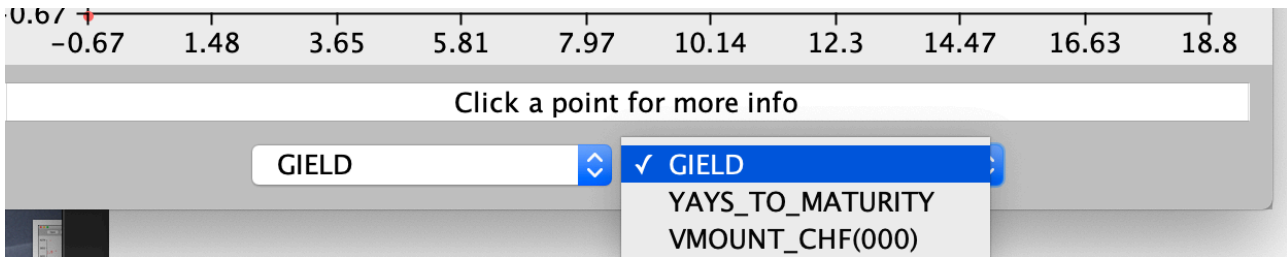 -0.67
-0.67 1.48 3.65 5.81 7.97 10.14 12.3 14.47 16.63 18.8
Click a point for more info
GIELD ✓ GIELD
YAYS_TO_MATURITY
VMOUNT_CHF(000)